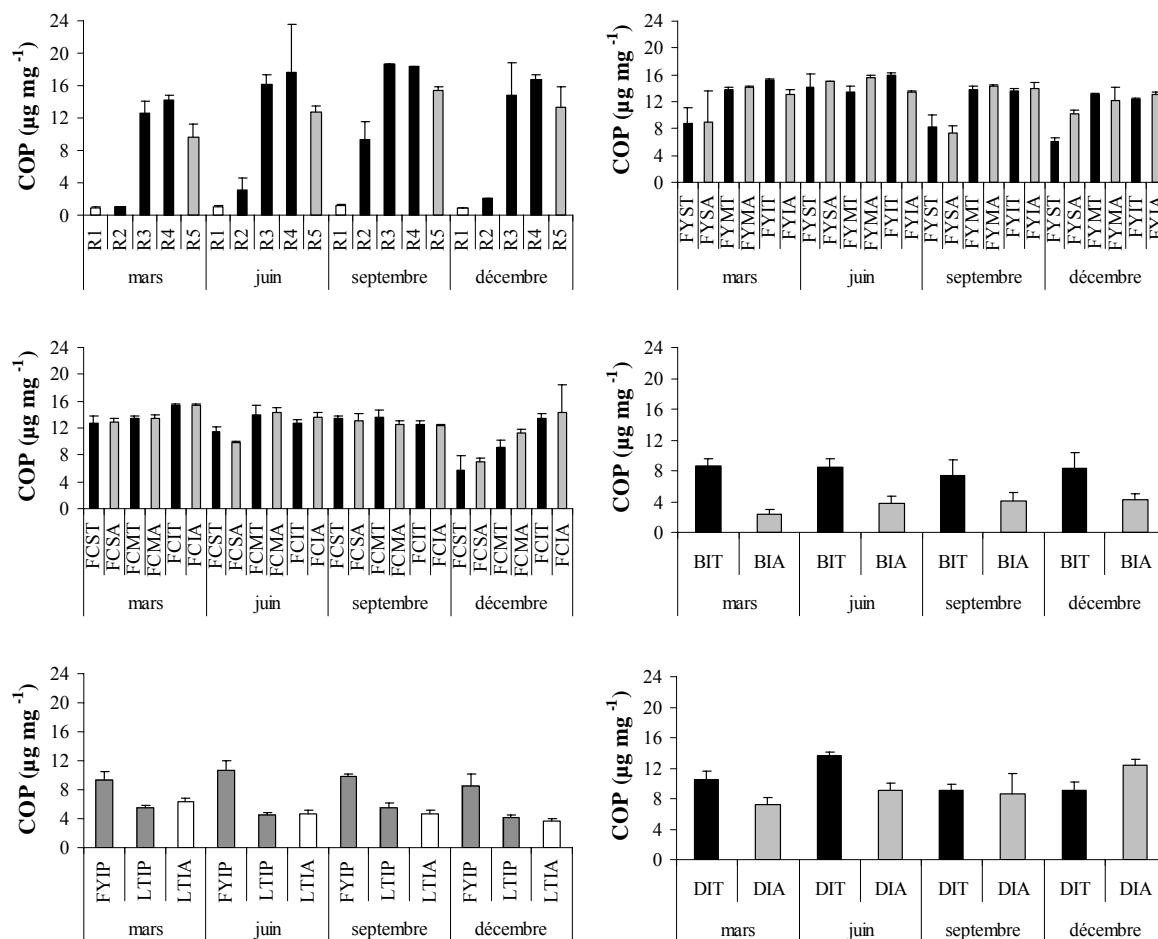 COP (µg mg -1)
24
20
16
12
8
4
0
R1 R2 R3 R4 R5 R1 R2 R3 R4 R5 R1 R2 R3 R4 R5 R1 R2 R3 R4 R5
mars juin septembre décembre
COP (µg mg -1)
24
20
16
12
8
4
0
FYST FYSA FYMT FYMA FYIT FYIA FYST FYSA FYMT FYMA FYIT FYIA FYST FYSA FYMT FYMA FYIT FYIA FYST FYSA FYMT FYMA FYIT FYIA
mars juin septembre décembre
COP (µg mg -1)
24
20
16
12
8
4
0
FCST FCSA FCMT FCMA FCIT FCIA FCST FCSA FCMT FCMA FCIT FCIA FCST FCSA FCMT FCMA FCIT FCIA FCST FCSA FCMT FCMA FCIT FCIA
mars juin septembre décembre
COP (µg mg -1)
24
20
16
12
8
4
0
BIT BIA BIT BIA BIT BIA BIT BIA
mars juin septembre décembre
COP (µg mg -1)
24
20
16
12
8
4
0
FYIP LTIP LTIA FYIP LTIP LTIA FYIP LTIP LTIA FYIP LTIP LTIA
mars juin septembre décembre
COP (µg mg -1)
24
20
16
12
8
4
0
DIT DIA DIT DIA DIT DIA DIT DIA
mars juin septembre décembre